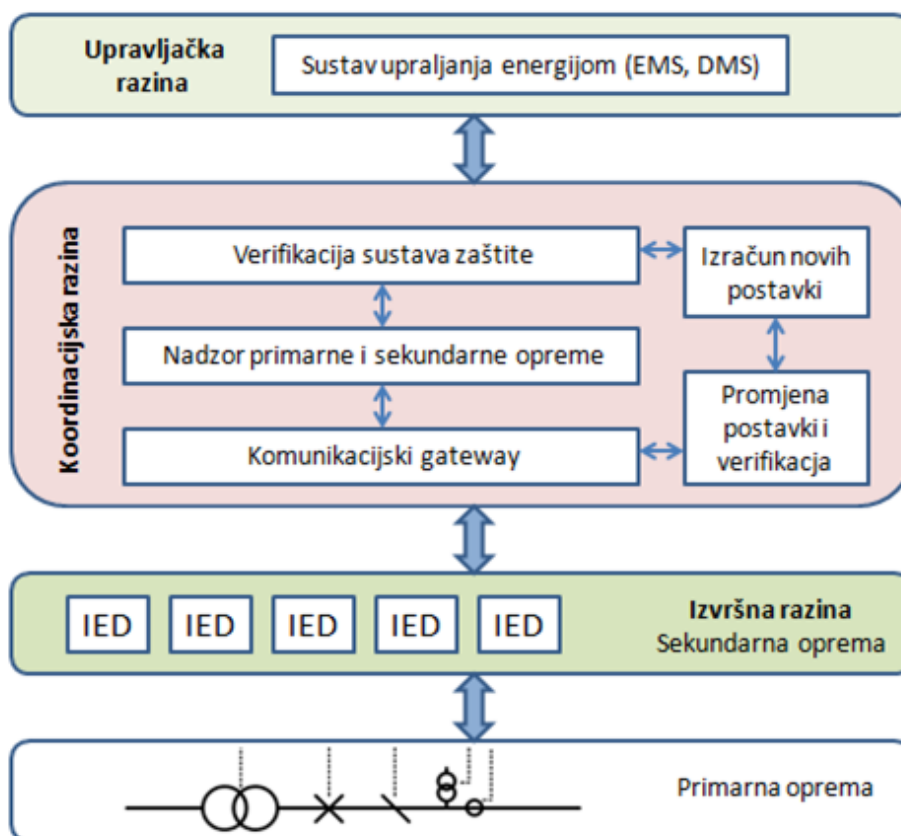 Upravljačka
razina
Sustav upraljanja energijom (EMS, DMS)
Koordinacijska razina
Verifikacija sustava zaštite
Izračun novih
postavki
Nadzor primarne i sekundarne opreme
Promjena
postavki i
verifikacja
Komunikacijski gateway
IED
IED
IED
IED
IED
Izvršna razina
Sekundarna oprema
Primarna oprema